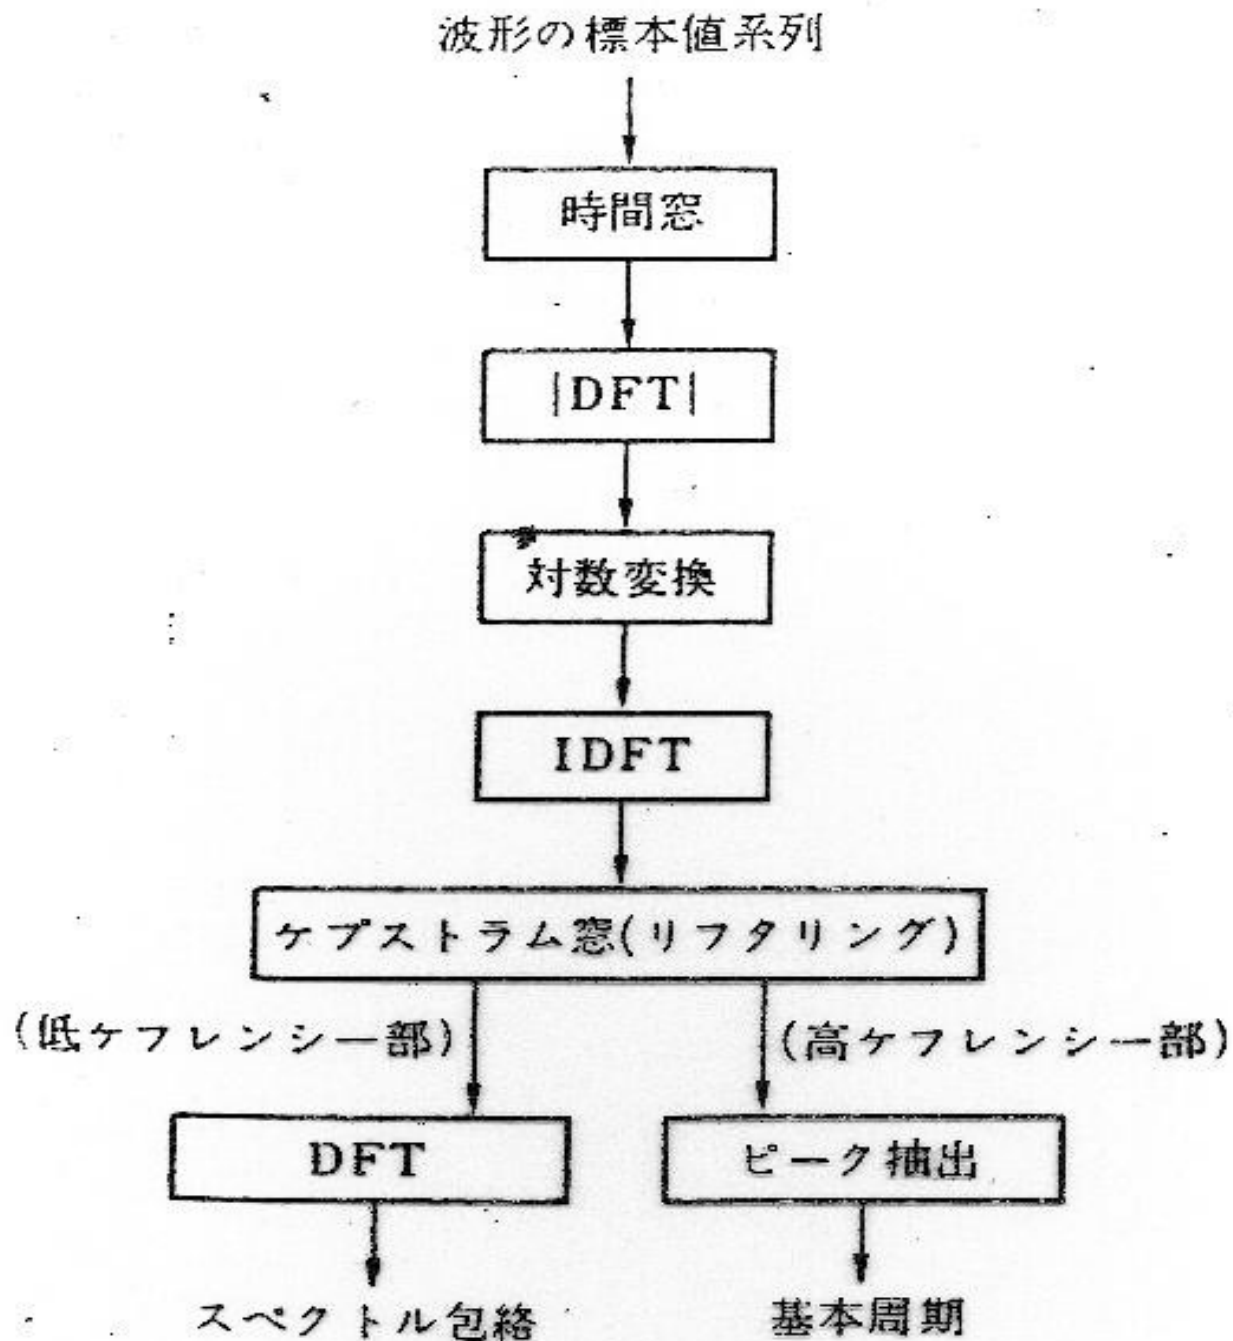 波形の標本値系列
時間窓
|DFT|
対数変換
IDFT
ケプストラム窓(リフタリング)
(低ケフレンシー部)
(高ケフレンシー部)
DFT
ピーク抽出
スペクトル包絡
基本周期